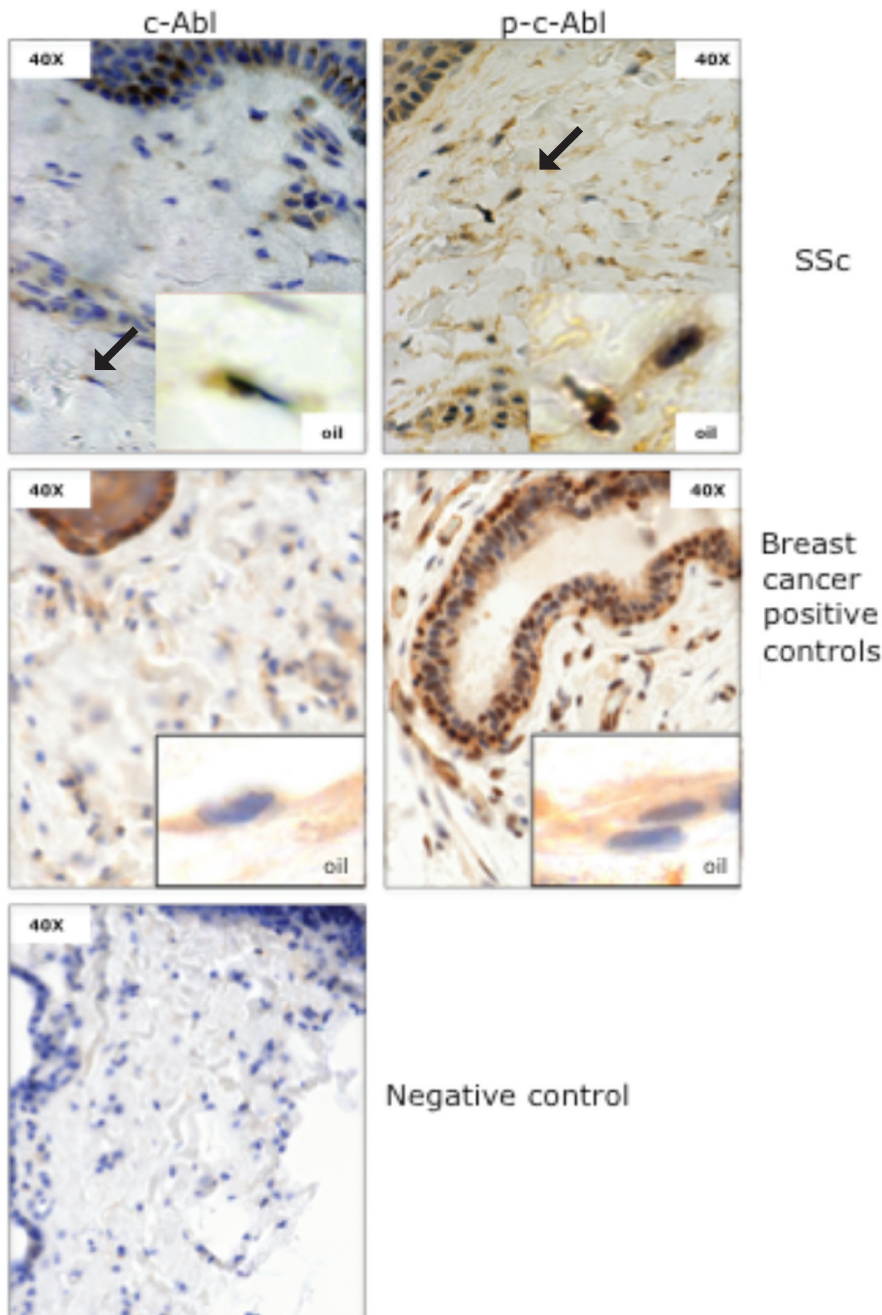 c-Abl
p-c-Abl
40X
40X
SSc
oil
oil
40X
40X
Breast
cancer
positive
controls
oil
oil
40X
Negative control